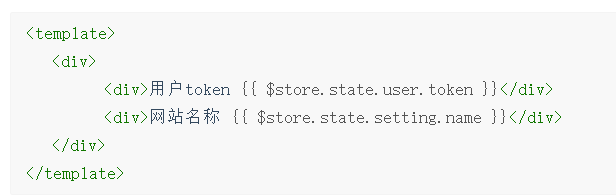 <template>
<div>
<div>用户token {{ $store.state.user.token }}</div>
<div>网站名称 {{ $store.state.setting.name }}</div>
</div>
</template>